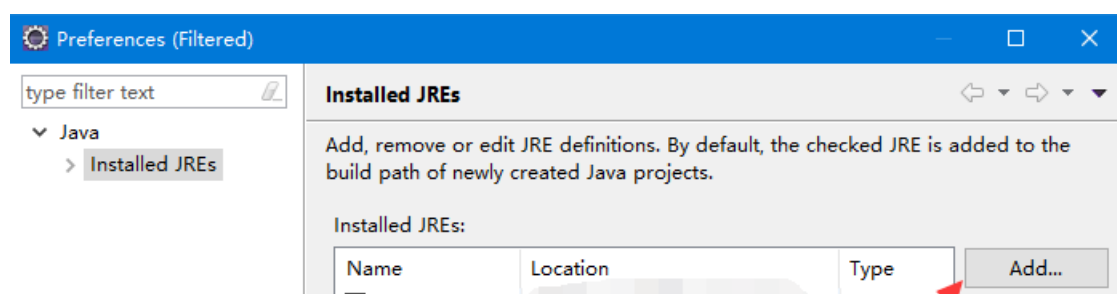 Preferences (Filtered)
type filter text
Java
Installed JREs
Installed JREs
Add, remove or edit JRE definitions. By default, the checked JRE is added to the
build path of newly created Java projects.
Installed JREs:
Name Location Type Add...